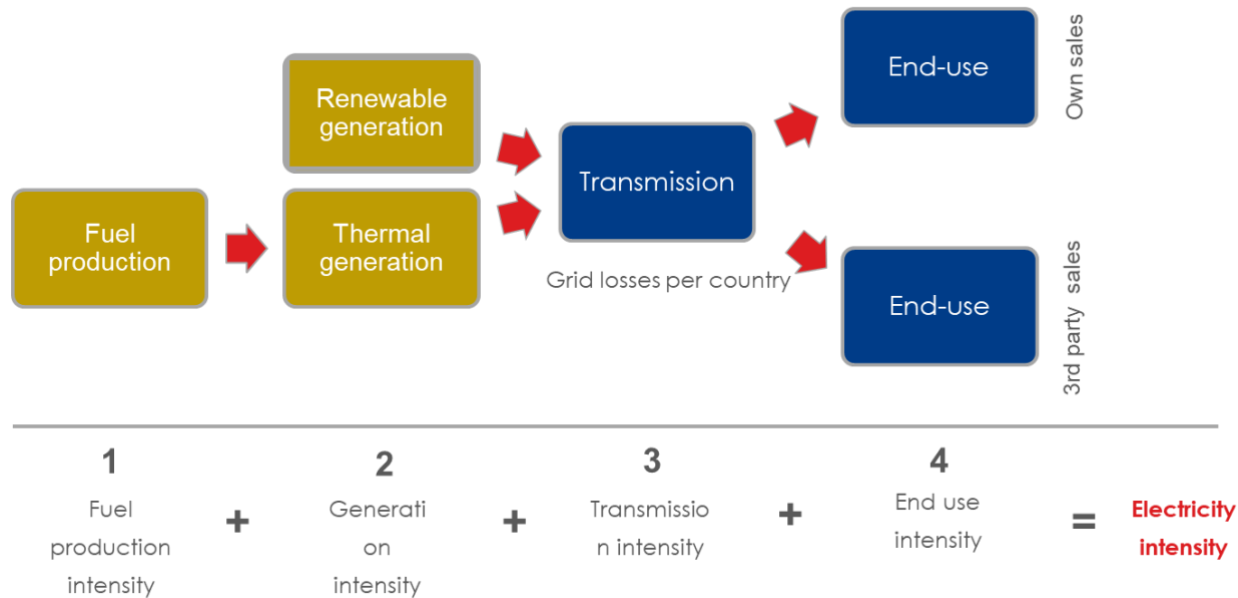 Renewable
generation
Fuel
production
Thermal
generation
Transmission
Grid losses per country
End-use
Own sales
End-use
3rd party sales
1
Fuel
production
intensity
+
2
Generati
on
intensity
+
3
Transmissio
n intensity
+
4
End use
intensity
=
Electricity
intensity